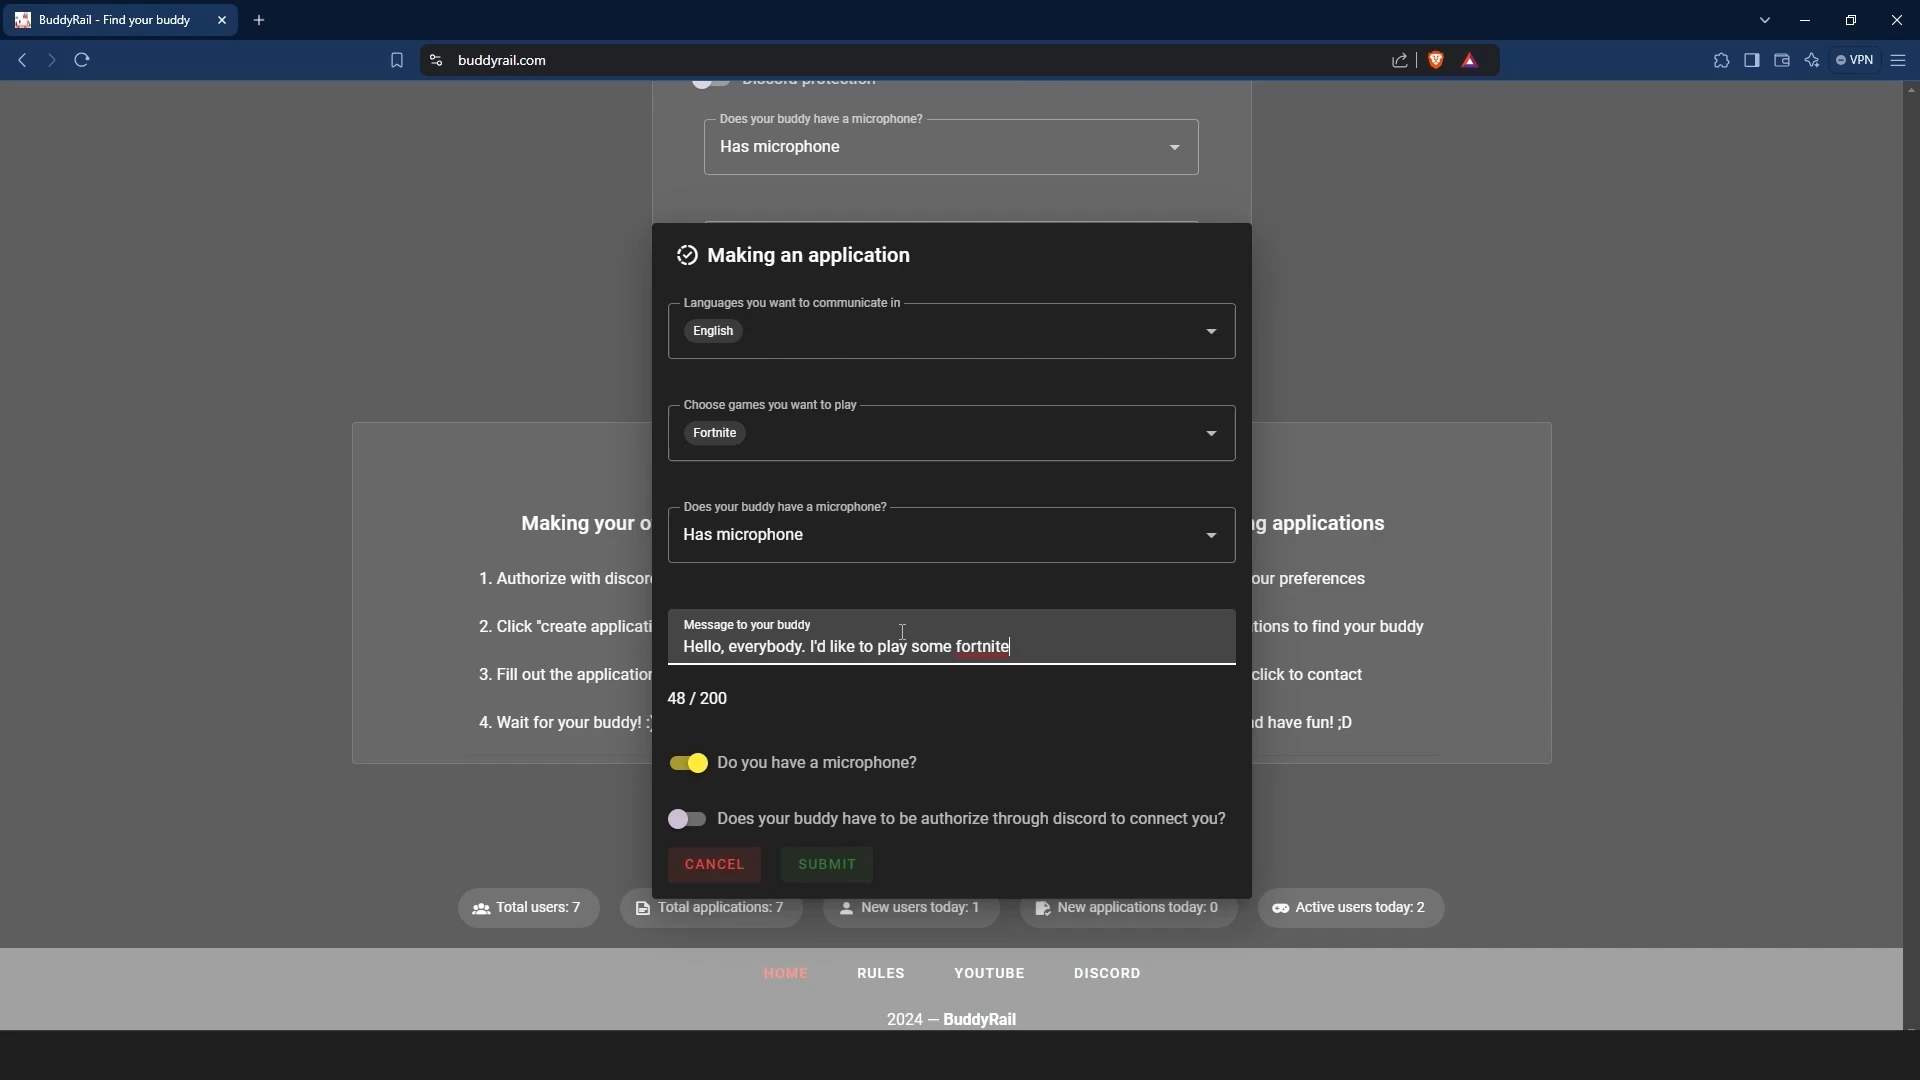 BuddyRail - Find your buddy
buddyrail.com
VPN
Discord protection
Does your buddy have a microphone?
Has microphone
Making an application
Languages you want to communicate in
English
Choose games you want to play
Fortnite
Does your buddy have a microphone?
Has microphone
Message to your buddy
Hello, everybody. I'd like to play some fortnite
48 / 200
Do you have a microphone?
Does your buddy have to be authorize through discord to connect you?
CANCEL
SUBMIT
Making your o
1. Authorize with discor
2. Click "create applicati
3. Fill out the application
4. Wait for your buddy! :)
g applications
our preferences
tions to find your buddy
click to contact
d have fun! ;D
Total users: 7
Total applications: 7
New users today: 1
New applications today: 0
Active users today: 2
HOME
RULES
YOUTUBE
DISCORD
2024 — BuddyRail